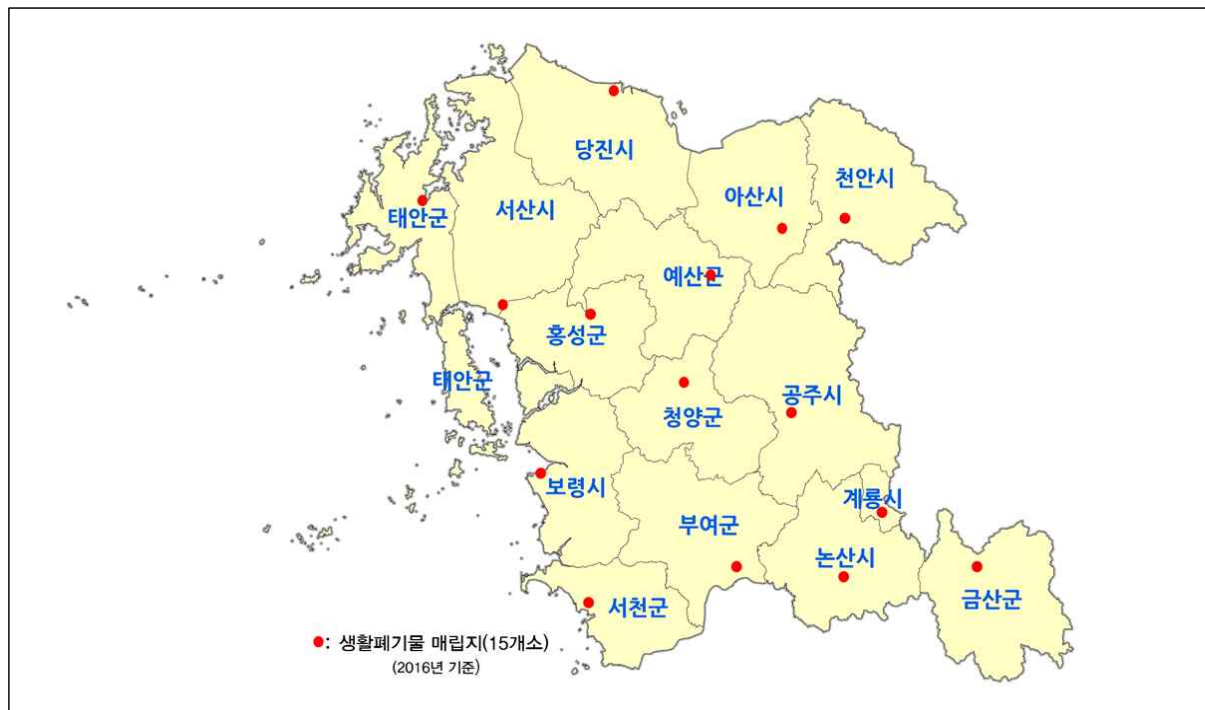 당진시
아산시
천안시
서산시
태안군
예산군
홍성군
태안군
공주시
청양군
보령시
계룡시
부여군
논산시
금산군
서천군
●: 생활폐기물 매립지(15개소)
(2016년 기준)